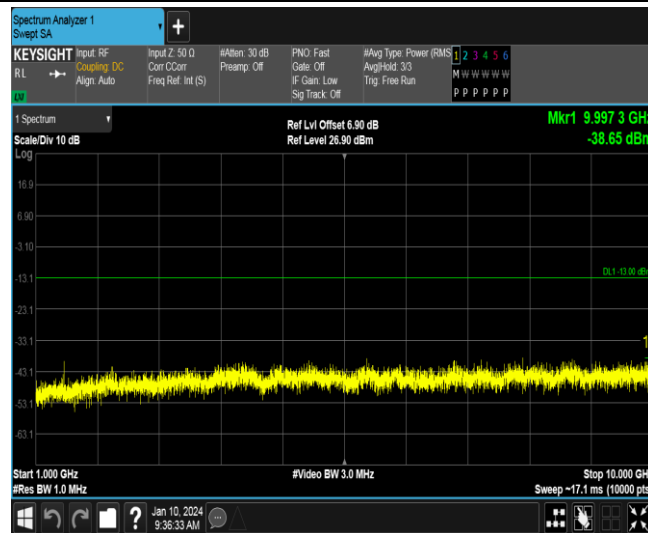 Spectrum Analyzer 1
Swept SA
KEYSIGHT
RL
LXI
Input: RF
Coupling: DC
Align: Auto
Input Z: 50 Ω
Corr CCorr
Freq Ref: Int (S)
#Atten: 30 dB
Preamp: Off
PNO: Fast
Gate: Off
IF Gain: Low
Sig Track: Off
#Avg Type: Power (RMS
Avg|Hold: 3/3
Trig: Free Run
1 2 3 4 5 6
M W W W W W
P P P P P P
1 Spectrum
Scale/Div 10 dB
Log
Ref Lvl Offset 6.90 dB
Ref Level 26.90 dBm
Mkr1 9.997 3 GHz
-38.65 dBm
16.9
6.90
-3.10
-13.1
DL1 -13.00 dBm
-23.1
-33.1
1
-43.1
-53.1
-63.1
Start 1.000 GHz
#Res BW 1.0 MHz
#Video BW 3.0 MHz
Stop 10.000 GH
Sweep ~17.1 ms (10000 pts
?
Jan 10, 2024
9:36:33 AM